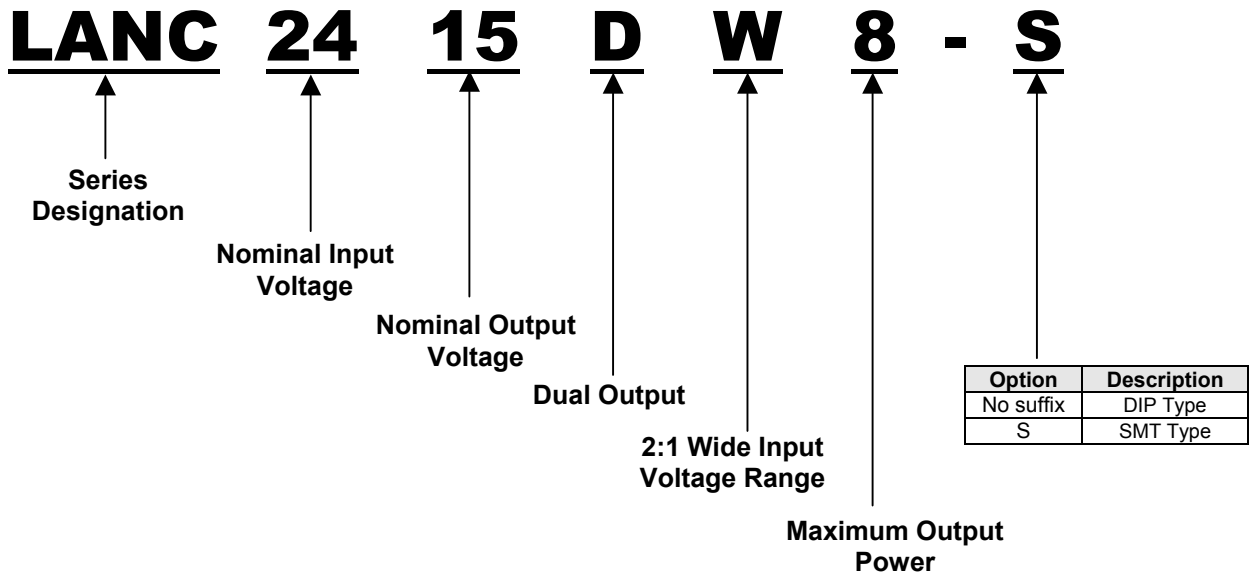 LANC 24 15 D W 8 - S
Series
Designation
Nominal Input
Voltage
Nominal Output
Voltage
Dual Output
2:1 Wide Input
Voltage Range
Maximum Output
Power
Option Description
No suffix DIP Type
S SMT Type